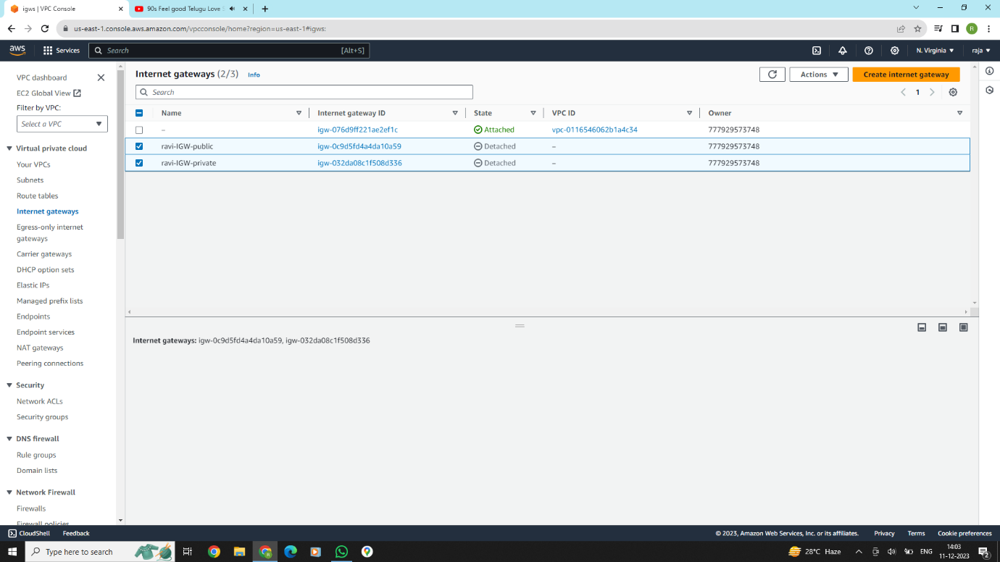 igws | VPC Console
90s Feel good Telugu Love
us-east-1.console.aws.amazon.com/vpcconsole/home?region=us-east-1#igws:
R
aws
Services
Search
[Alt+S]
N. Virginia
raja
VPC dashboard
EC2 Global View
Filter by VPC:
Select a VPC
Virtual private cloud
Your VPCs
Subnets
Route tables
Internet gateways
Egress-only internet
gateways
Carrier gateways
DHCP option sets
Elastic IPs
Managed prefix lists
Endpoints
Endpoint services
NAT gateways
Peering connections
Security
Network ACLs
Security groups
DNS firewall
Rule groups
Domain lists
Network Firewall
Firewalls
Firewall policies
Internet gateways (2/3) Info
Actions
Create internet gateway
Search
1
Name Internet gateway ID State VPC ID Owner
– igw-076d9ff221ae2ef1c Attached vpc-0116546062b1a4c34 777929573748
ravi-IGW-public igw-0c9d5fd4a4da10a59 Detached – 777929573748
ravi-IGW-private igw-032da08c1f508d336 Detached – 777929573748
Internet gateways: igw-0c9d5fd4a4da10a59, igw-032da08c1f508d336
CloudShell Feedback
© 2023, Amazon Web Services, Inc. or its affiliates. Privacy Terms Cookie preferences
Type here to search
28°C Haze
ENG
14:03
11-12-2023
2